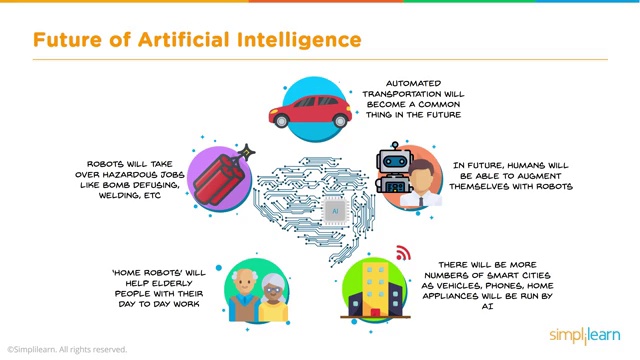 Future of Artificial Intelligence
AUTOMATED
TRANSPORTATION WILL
BECOME A COMMON
THING IN THE FUTURE
ROBOTS WILL TAKE
OVER HAZARDOUS JOBS
LIKE BOMB DEFUSING,
WELDING, ETC
IN FUTURE, HUMANS WILL
BE ABLE TO AUGMENT
THEMSELVES WITH ROBOTS
AI
'HOME ROBOTS' WILL
HELP ELDERLY
PEOPLE WITH THEIR
DAY TO DAY WORK
THERE WILL BE MORE
NUMBERS OF SMART CITIES
AS VEHICLES, PHONES, HOME
APPLIANCES WILL BE RUN BY
AI
simplilearn
©Simplilearn. All rights reserved.